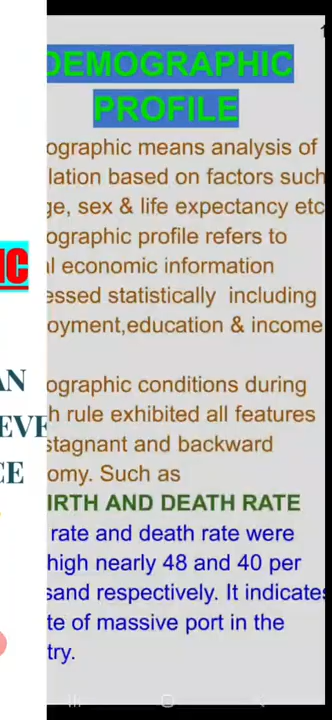 DEMOGRAPHIC
PROFILE
ographic means analysis of
lation based on factors such
ge, sex & life expectancy etc
ographic profile refers to
al economic information
essed statistically including
oyment,education & income
ographic conditions during
h rule exhibited all features
stagnant and backward
omy. Such as
IRTH AND DEATH RATE
rate and death rate were
high nearly 48 and 40 per
sand respectively. It indicates
te of massive port in the
try.
IC
AN
EVE
CE